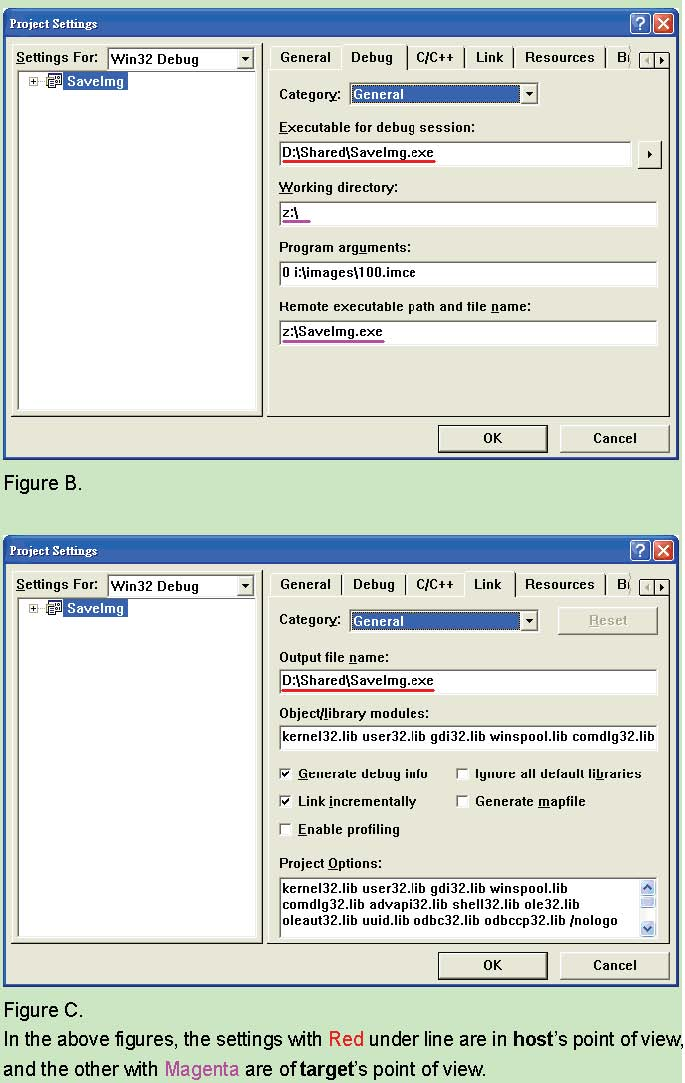 Project Settings
Settings For: Win32 Debug
SaveImg
General Debug C/C++ Link Resources
Category: General
Executable for debug session:
D:\Shared\SaveImg.exe
Working directory:
z:\
Program arguments:
0 i:\images\100.imce
Remote executable path and file name:
z:\SaveImg.exe
OK Cancel
Figure B.
Project Settings
Settings For: Win32 Debug
SaveImg
General Debug C/C++ Link Resources
Category: General Reset
Output file name:
D:\Shared\SaveImg.exe
Object/library modules:
kernel32.lib user32.lib gdi32.lib winspool.lib comdlg32.lib
Generate debug info Ignore all default libraries
Link incrementally Generate mapfile
Enable profiling
Project Options:
kernel32.lib user32.lib gdi32.lib winspool.lib
comdlg32.lib advapi32.lib shell32.lib ole32.lib
oleaut32.lib uuid.lib odbc32.lib odbccp32.lib /nologo
OK Cancel
Figure C.
In the above figures, the settings with Red under line are in host's point of view,
and the other with Magenta are of target's point of view.